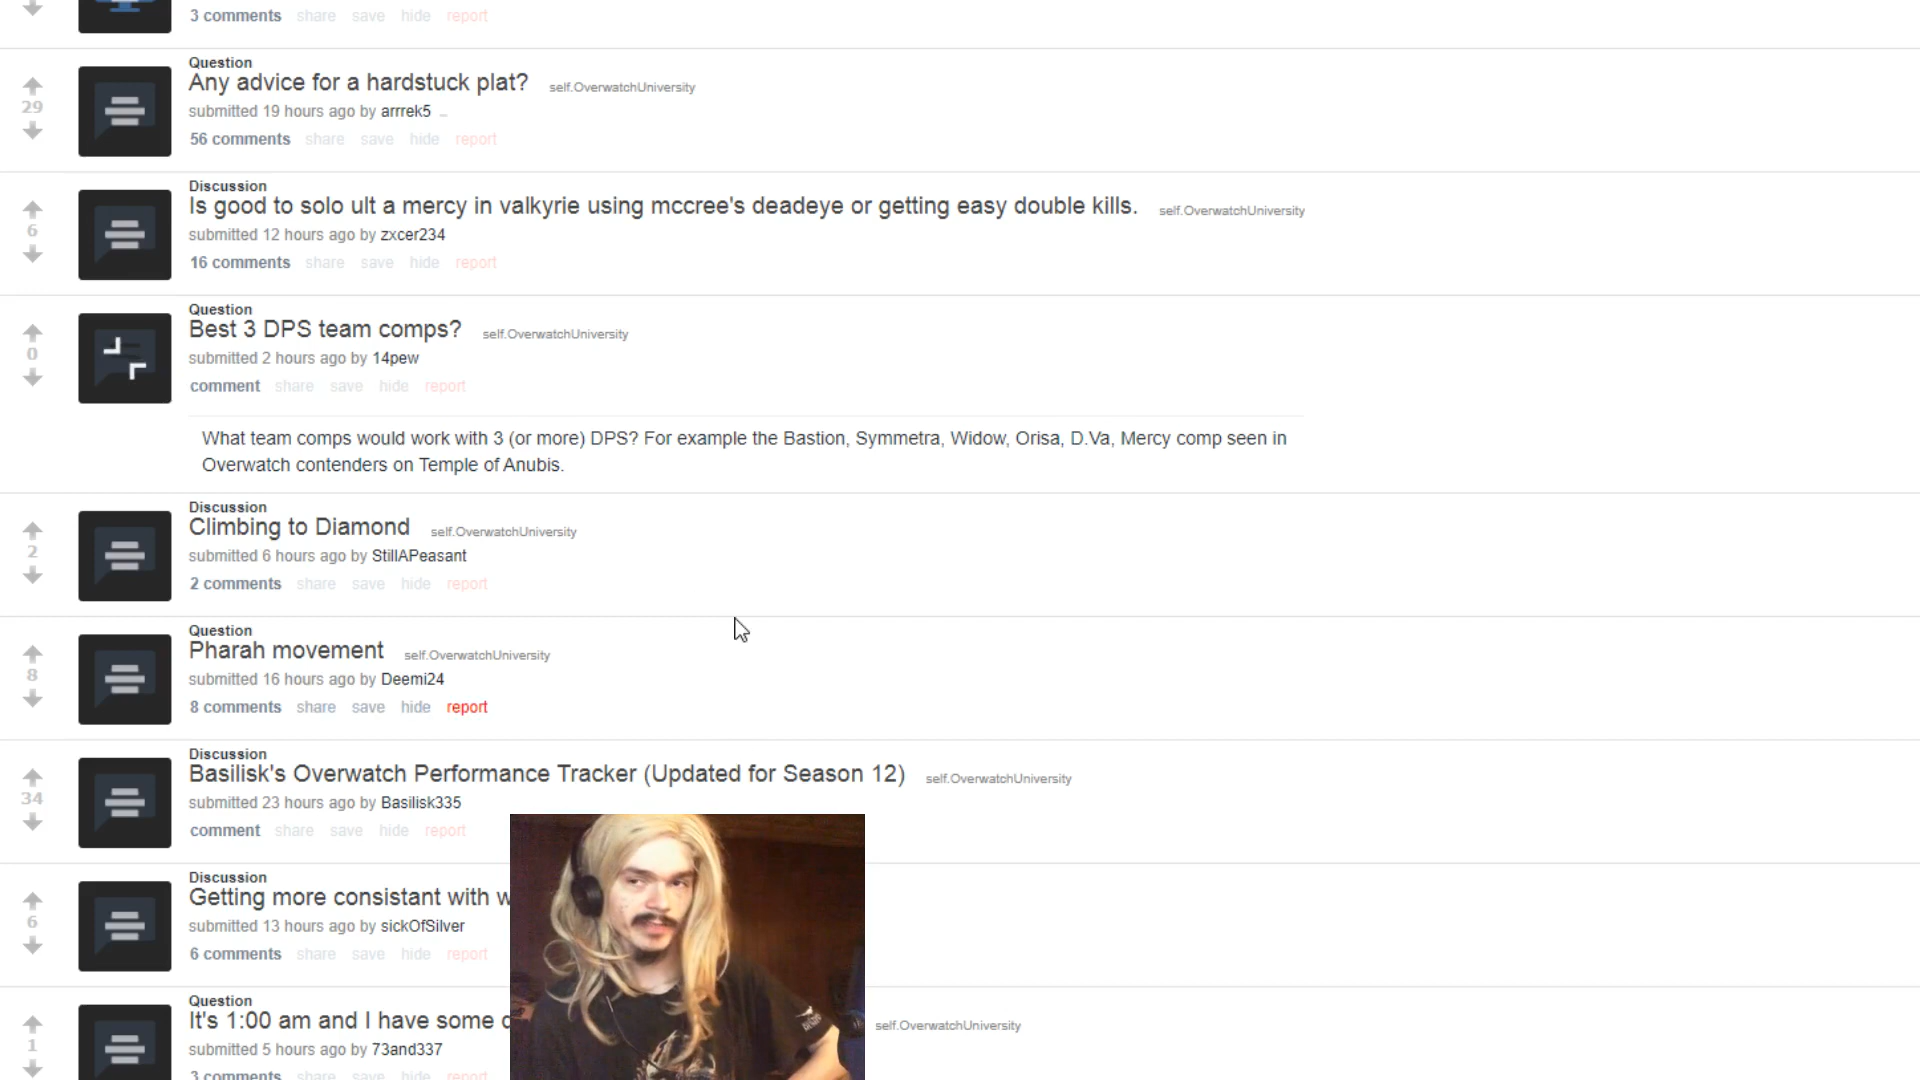 3 comments share save hide report
Question
Any advice for a hardstuck plat? self.OverwatchUniversity
29
submitted 19 hours ago by arrrek5
56 comments share save hide report
Discussion
Is good to solo ult a mercy in valkyrie using mccree's deadeye or getting easy double kills. self.OverwatchUniversity
6
submitted 12 hours ago by zxcer234
16 comments share save hide report
Question
Best 3 DPS team comps? self.OverwatchUniversity
0
submitted 2 hours ago by 14pew
comment share save hide report
What team comps would work with 3 (or more) DPS? For example the Bastion, Symmetra, Widow, Orisa, D.Va, Mercy comp seen in
Overwatch contenders on Temple of Anubis.
Discussion
Climbing to Diamond self.OverwatchUniversity
2
submitted 6 hours ago by StillAPeasant
2 comments share save hide report
Question
Pharah movement self.OverwatchUniversity
8
submitted 16 hours ago by Deemi24
8 comments share save hide report
Discussion
Basilisk's Overwatch Performance Tracker (Updated for Season 12) self.OverwatchUniversity
34
submitted 23 hours ago by Basilisk335
comment share save hide report
Discussion
Getting more consistant with
6
submitted 13 hours ago by sickOfSilver
6 comments share save hide report
Question
It's 1:00 am and I have some self.OverwatchUniversity
1
submitted 5 hours ago by 73and337
3 comments share save hide report